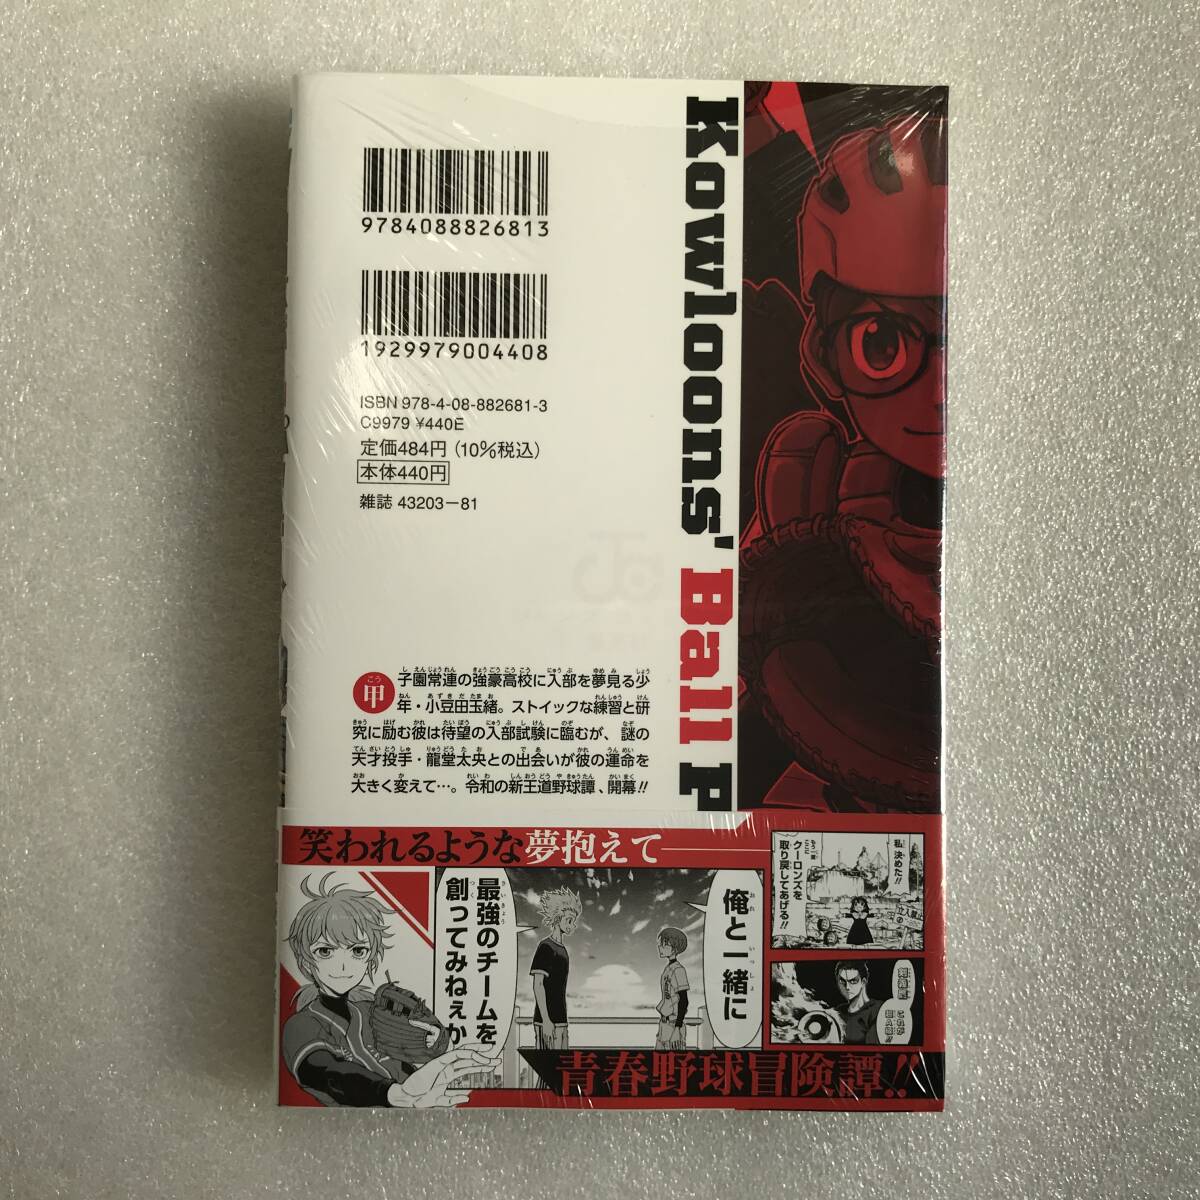 9784088826813
1929979004408
ISBN 978-4-08-882681-3
C9979 ¥440E
定価484円（10%税込）
本体440円
雑誌 43203－81
Kowloons' Ball P
甲子園常連の強豪高校に入部を夢見る少
年・小豆田玉緒。ストイックな練習と研
究に励む彼は待望の入部試験に臨むが、謎の
天才投手・龍堂太央との出会いが彼の運命を
大きく変えて…。令和の新王道野球譚、開幕!!
笑われるような夢抱えて
俺と一緒に
最強のチームを
創ってみねぇか
私決めた!!
クーロンズを
取り戻してあげる!!
青春野球冒険譚!!